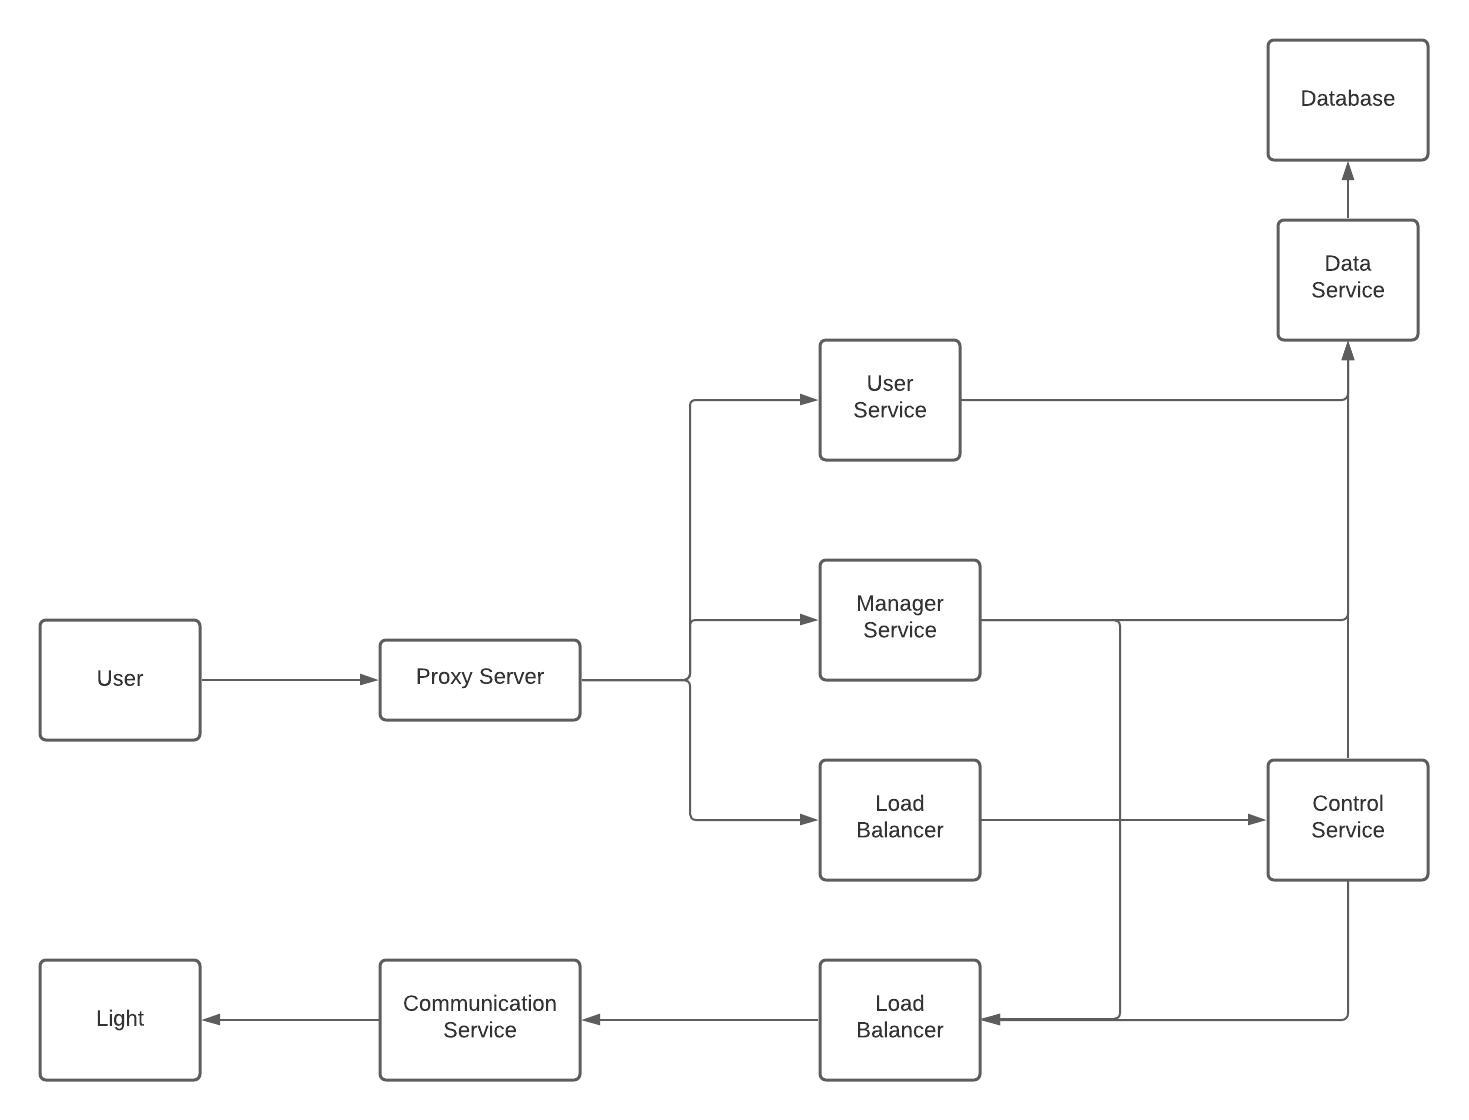 Database
Data
Service
User
Service
Manager
Service
User
Proxy Server
Load
Balancer
Control
Service
Light
Communication
Service
Load
Balancer